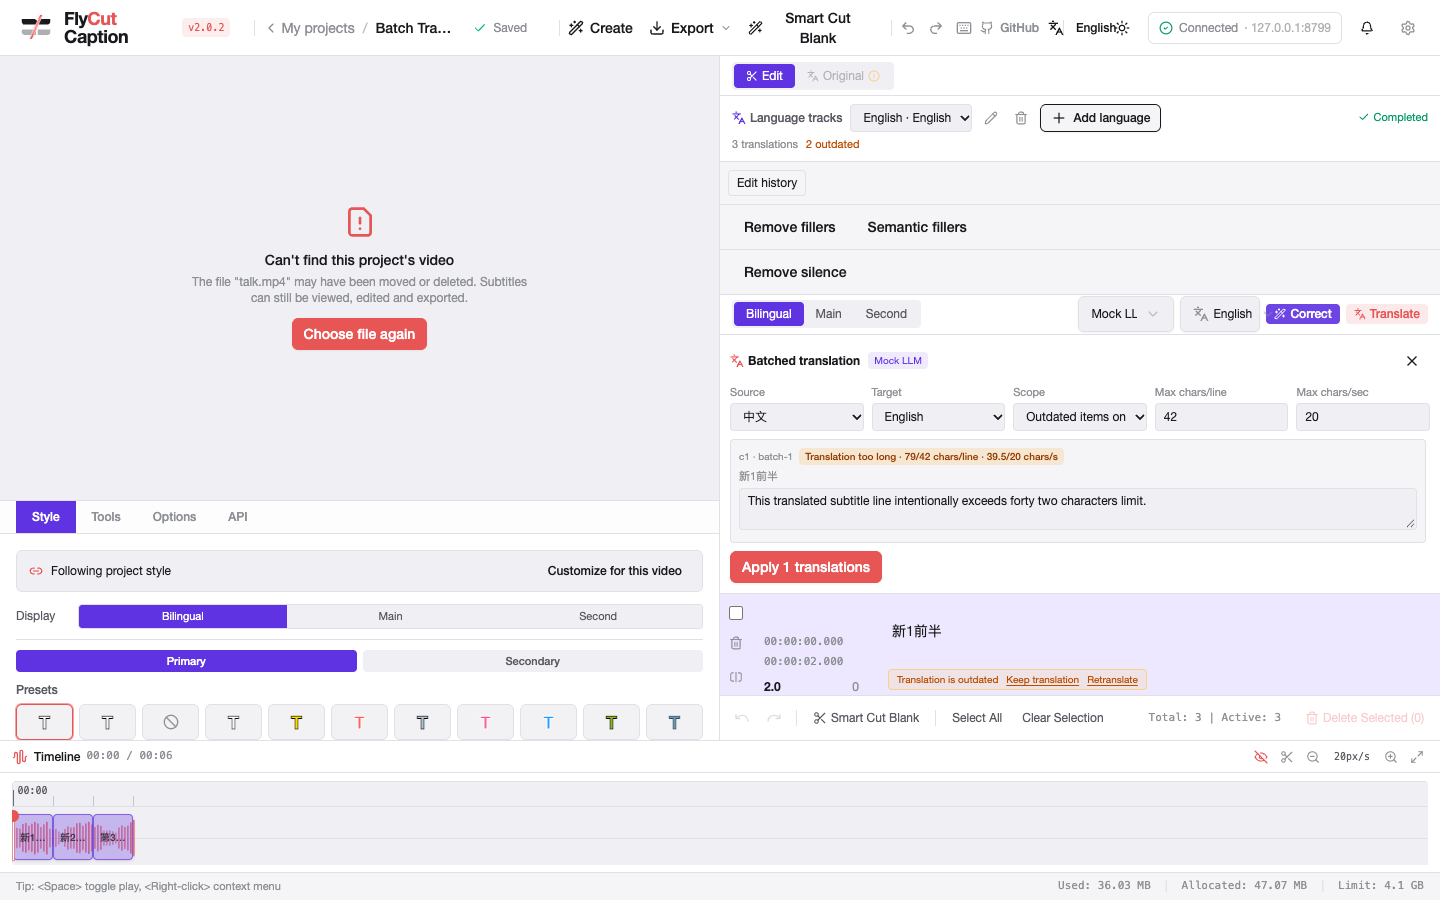 FlyCut Caption
v2.0.2
My projects / Batch Tra...
Saved
Create
Export
Smart Cut Blank
GitHub
English
Connected · 127.0.0.1:8799
Edit
Original
Language tracks
English · English
Add language
Completed
3 translations 2 outdated
Edit history
Remove fillers
Semantic fillers
Remove silence
Bilingual
Main
Second
Mock LL
English
Correct
Translate
Can't find this project's video
The file "talk.mp4" may have been moved or deleted. Subtitles
can still be viewed, edited and exported.
Choose file again
Batched translation
Mock LLM
Source
Target
Scope
Max chars/line
Max chars/sec
中文
English
Outdated items on
42
20
c1 · batch-1 Translation too long · 79/42 chars/line · 39.5/20 chars/s
新1前半
This translated subtitle line intentionally exceeds forty two characters limit.
Apply 1 translations
Style
Tools
Options
API
Following project style
Customize for this video
Display
Bilingual
Main
Second
Primary
Secondary
Presets
T T T T T T T T T T
新1前半
00:00:00.000
00:00:02.000
2.0
0
Translation is outdated Keep translation Retranslate
Smart Cut Blank
Select All
Clear Selection
Total: 3 | Active: 3
Delete Selected (0)
Timeline 00:00 / 00:06
20px/s
00:00
新1...
新2...
第3...
Tip: <Space> toggle play, <Right-click> context menu
Used: 36.03 MB
Allocated: 47.07 MB
Limit: 4.1 GB